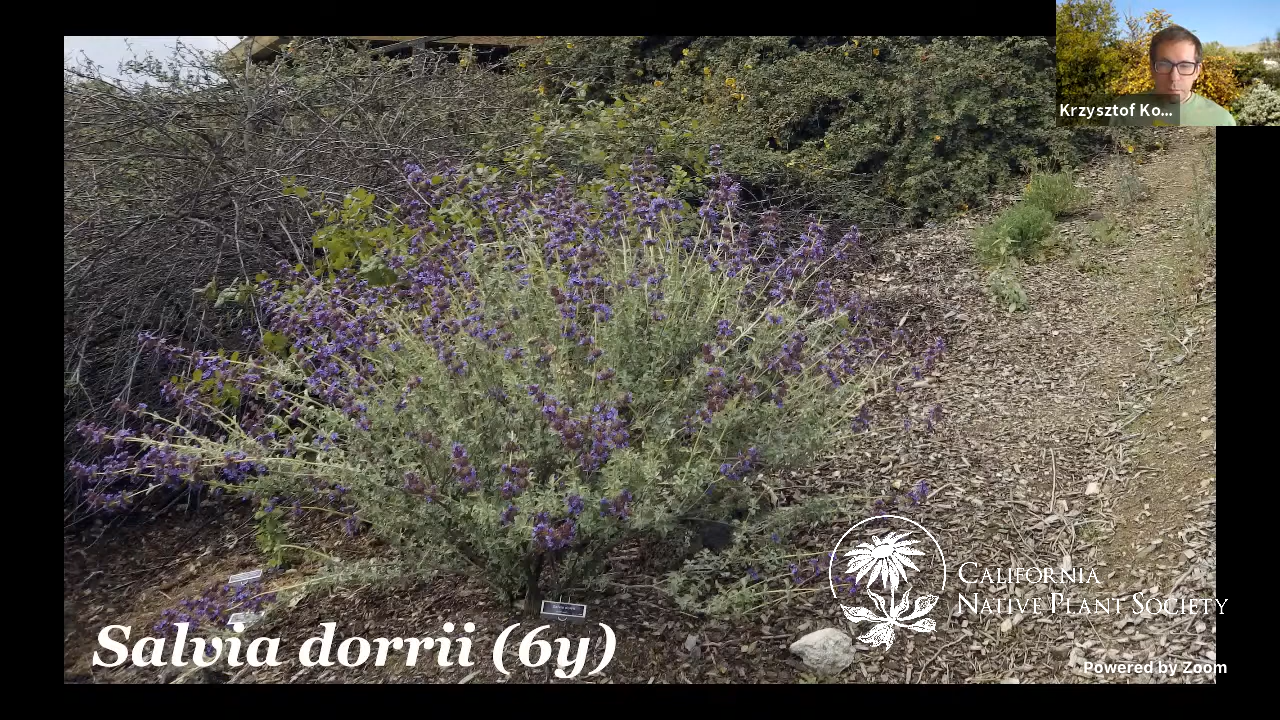 Krzysztof Ko...
Salvia dorrii (6y)
California
Native Plant Society
Powered by Zoom